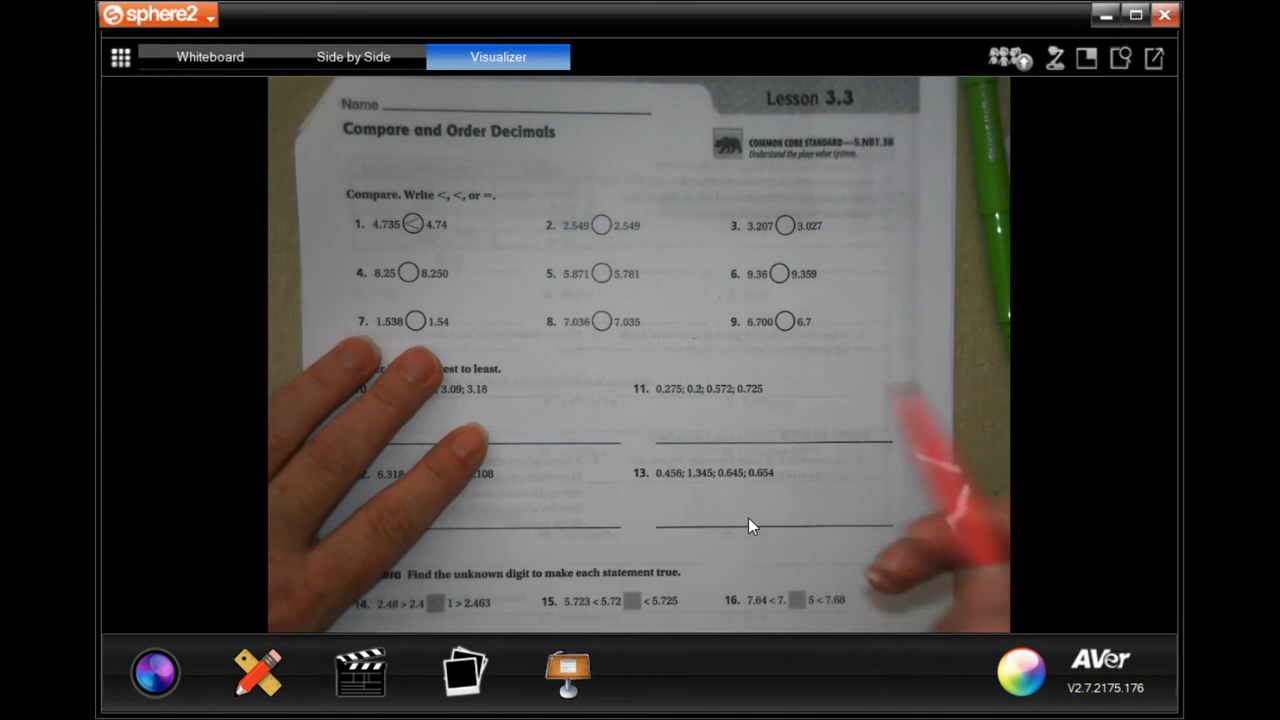 sphere2
Whiteboard Side by Side Visualizer
Lesson 3.3
Name
Compare and Order Decimals
COMMON CORE STANDARD—5.NBT.3B
Understand the place value system.
Compare. Write <, <, or =.
1. 4.735 < 4.74 2. 2.549 2.549 3. 3.207 3.027
4. 8.25 8.250 5. 5.871 5.781 6. 9.36 9.359
7. 1.538 1.54 8. 7.036 7.035 9. 6.700 6.7
to least.
3.09; 3.18 11. 0.275; 0.2; 0.572; 0.725
6.318 .108 13. 0.456; 1.345; 0.645; 0.654
Find the unknown digit to make each statement true.
14. 2.48 > 2.4 1 > 2.463 15. 5.723 < 5.72 < 5.725 16. 7.64 < 7. 5 < 7.68
AVer
V2.7.2175.176